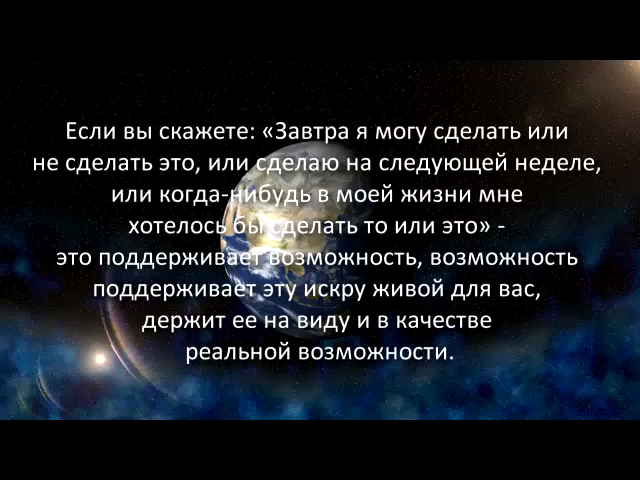 Если вы скажете: «Завтра я могу сделать или
не сделать это, или сделаю на следующей неделе,
или когда-нибудь в моей жизни мне
хотелось бы сделать то или это» -
это поддерживает возможность, возможность
поддерживает эту искру живой для вас,
держит ее на виду и в качестве
реальной возможности.